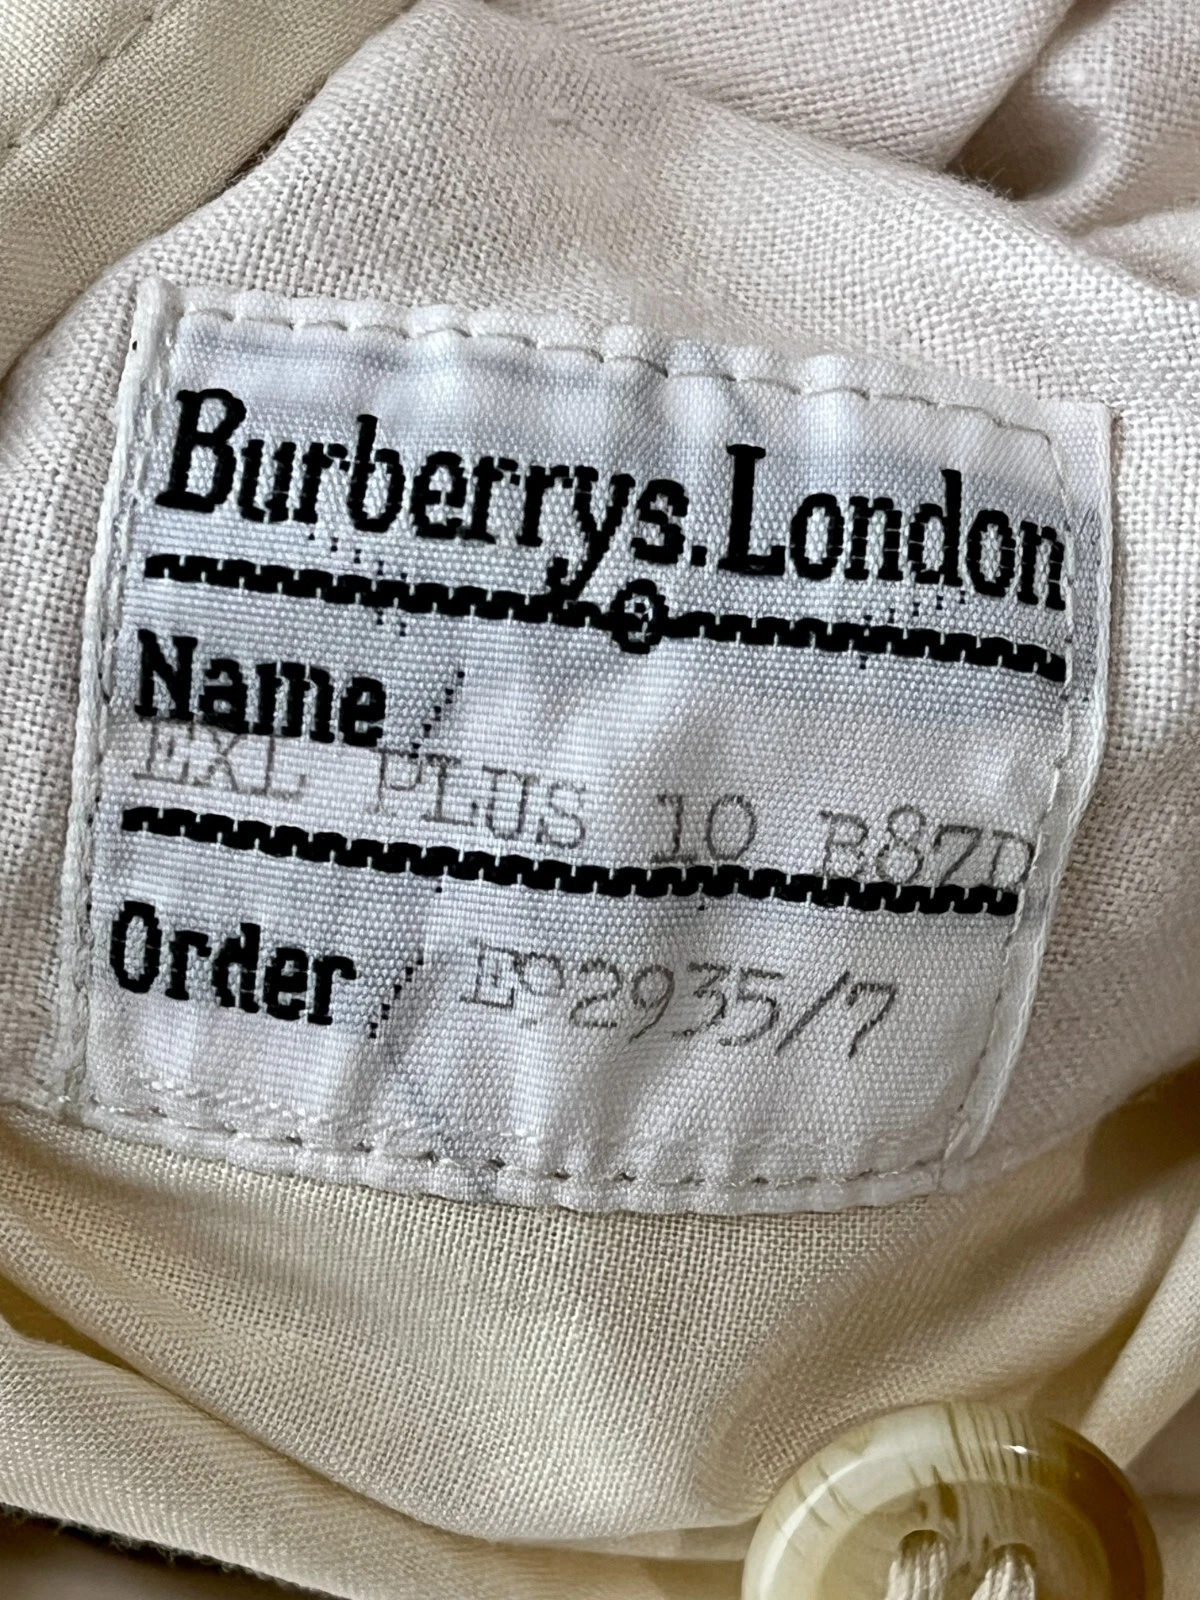 Burberrys.London
Name/
EXL PLUS 10 B87D
Order/ E92935/7